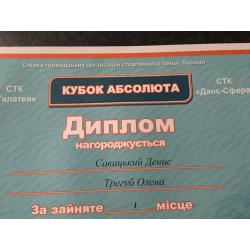 Спілка громадських організацій спортивного танцю України
СТК
«Галатея»
КУБОК АБСОЛЮТА
СТК
«Данс-Сфера»
Диплом
нагороджується
Савицький Денис
Трегуб Олена
За зайняте 1 місце